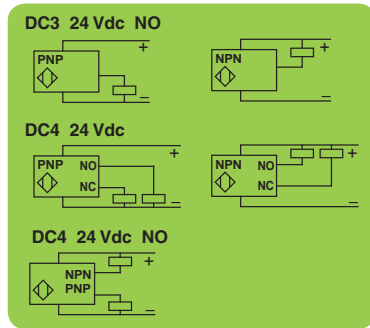 DC3 24 Vdc NO
+
PNP
NPN
+
–
–
DC4 24 Vdc
+
PNP NO
NC
NPN NO
NC
+
–
–
DC4 24 Vdc NO
+
NPN
PNP
–